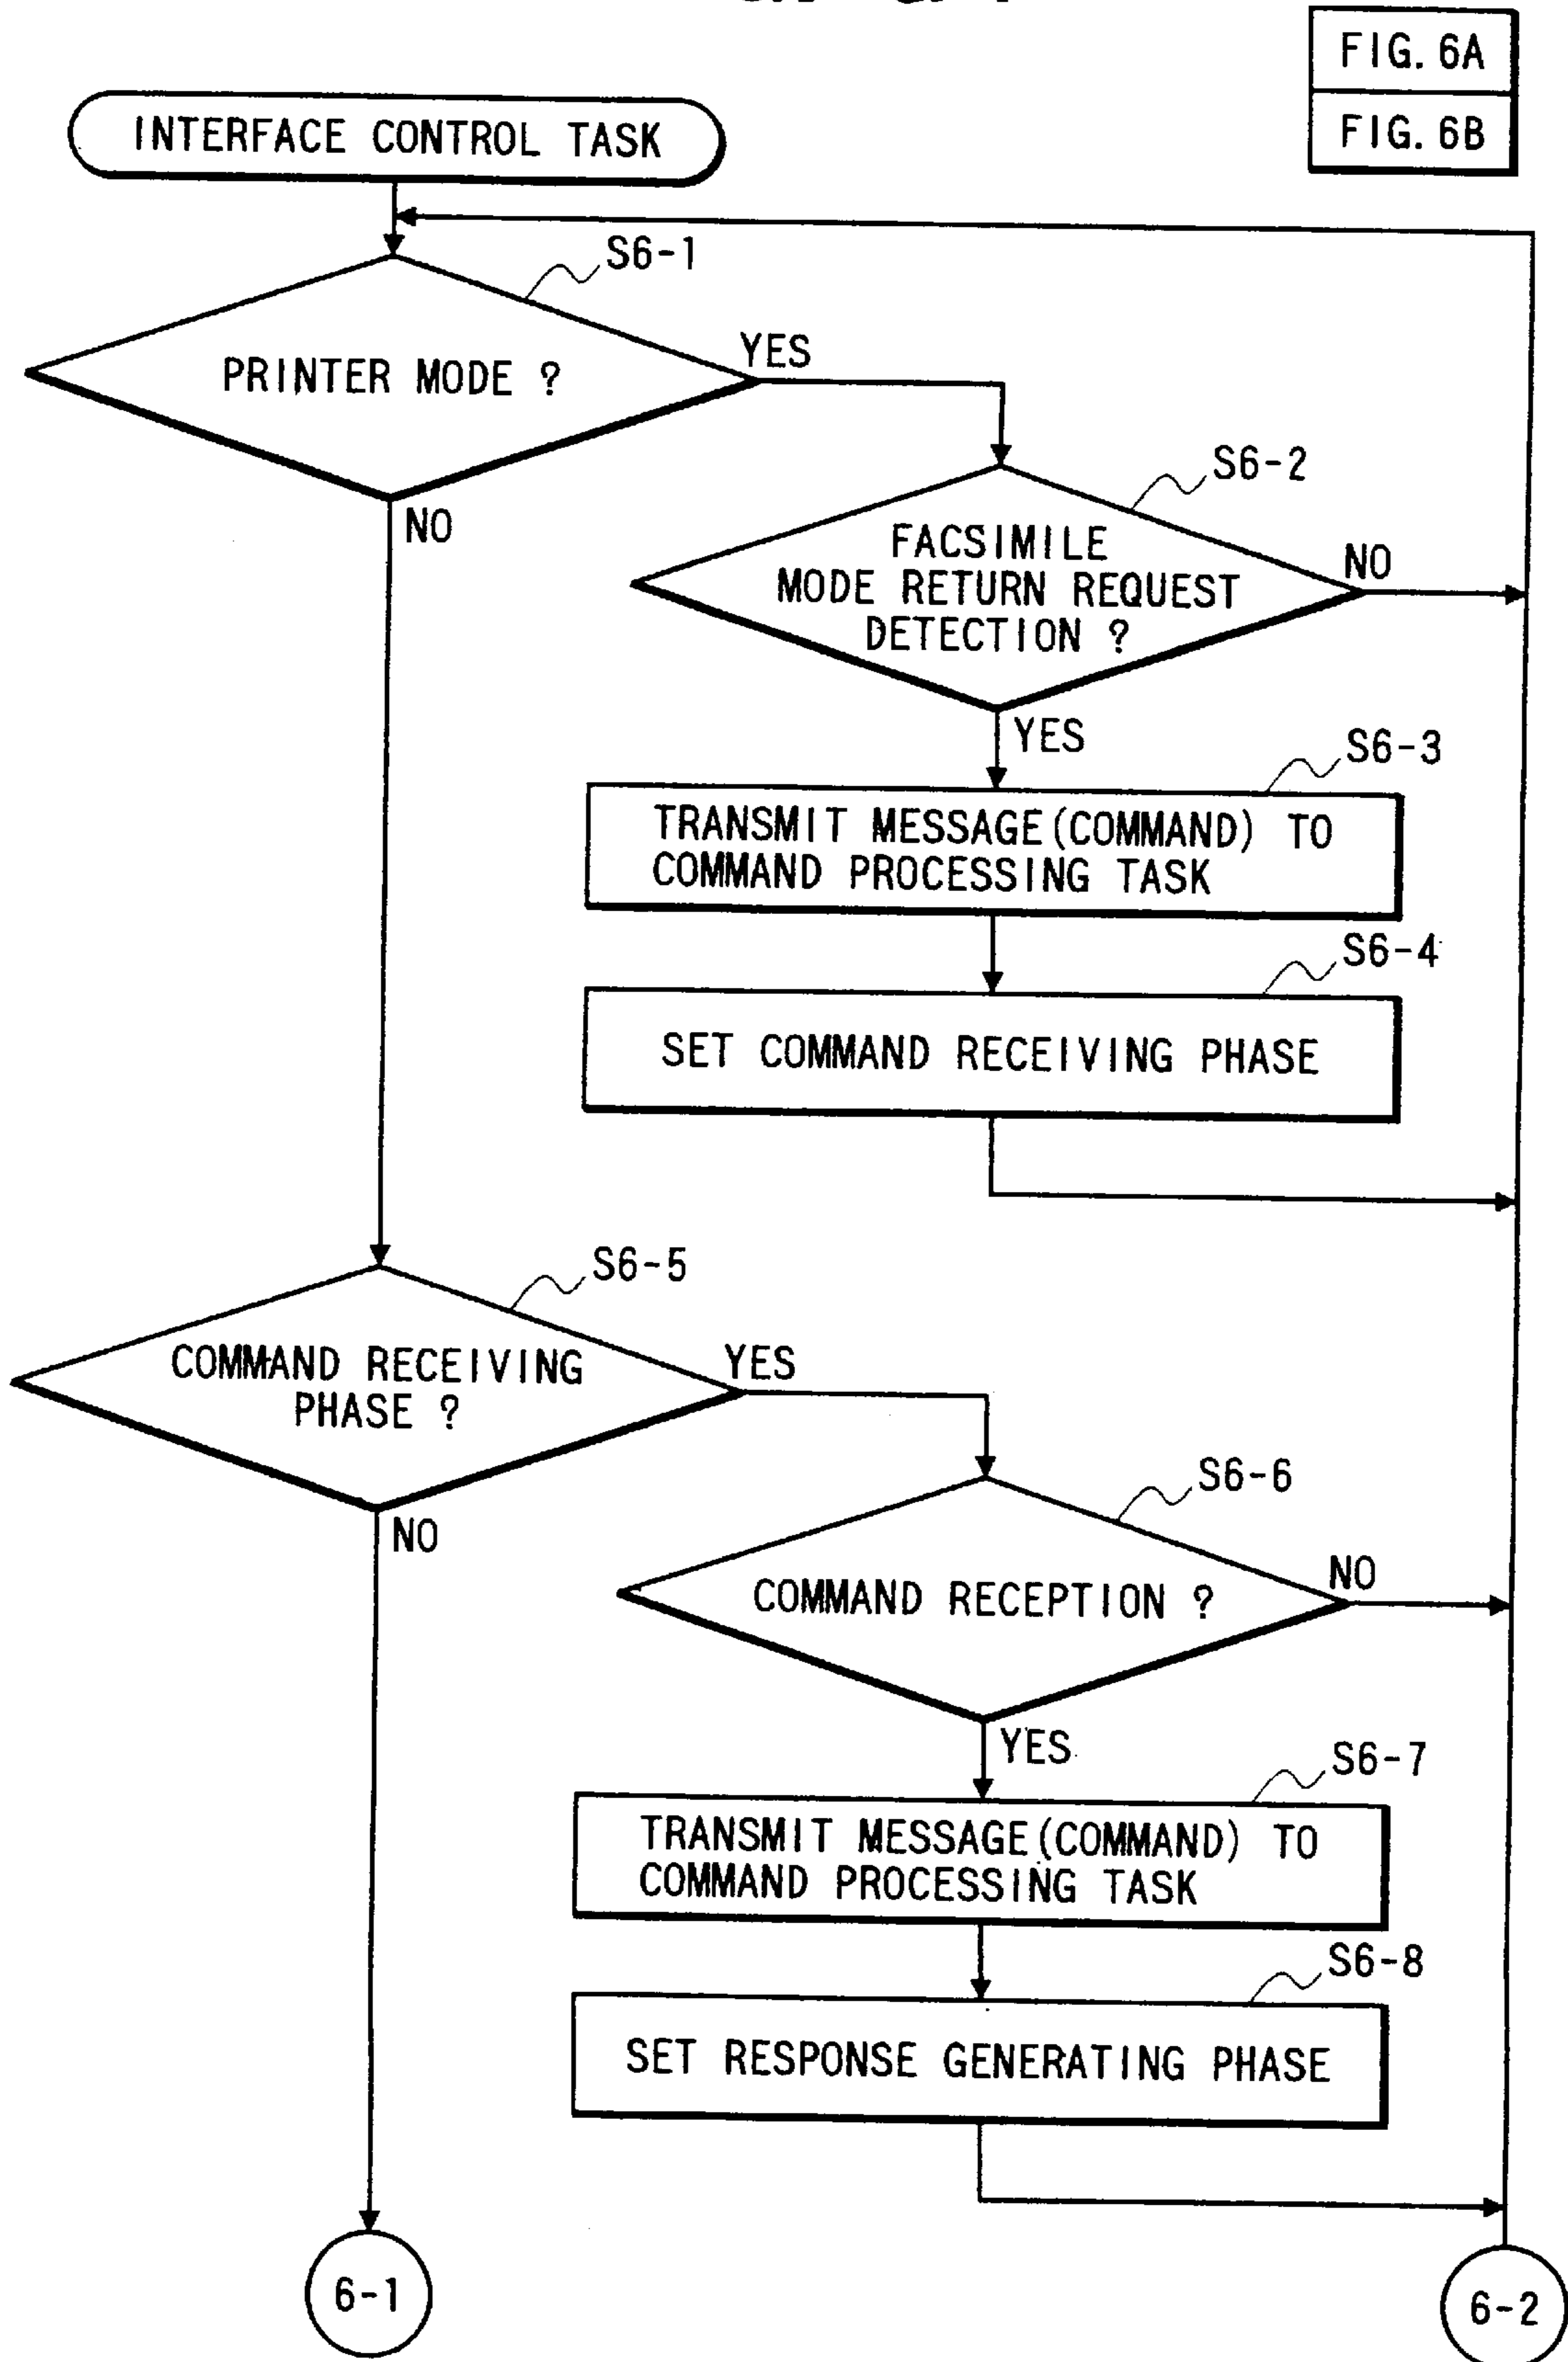 FIG. 6A
FIG. 6B
INTERFACE CONTROL TASK
S6-1
PRINTER MODE ?
YES
NO
S6-2
FACSIMILE
MODE RETURN REQUEST
DETECTION ?
NO
YES
S6-3
TRANSMIT MESSAGE(COMMAND) TO
COMMAND PROCESSING TASK
S6-4
SET COMMAND RECEIVING PHASE
S6-5
COMMAND RECEIVING
PHASE ?
YES
NO
S6-6
COMMAND RECEPTION ?
NO
YES
S6-7
TRANSMIT MESSAGE(COMMAND) TO
COMMAND PROCESSING TASK
S6-8
SET RESPONSE GENERATING PHASE
6-1
6-2